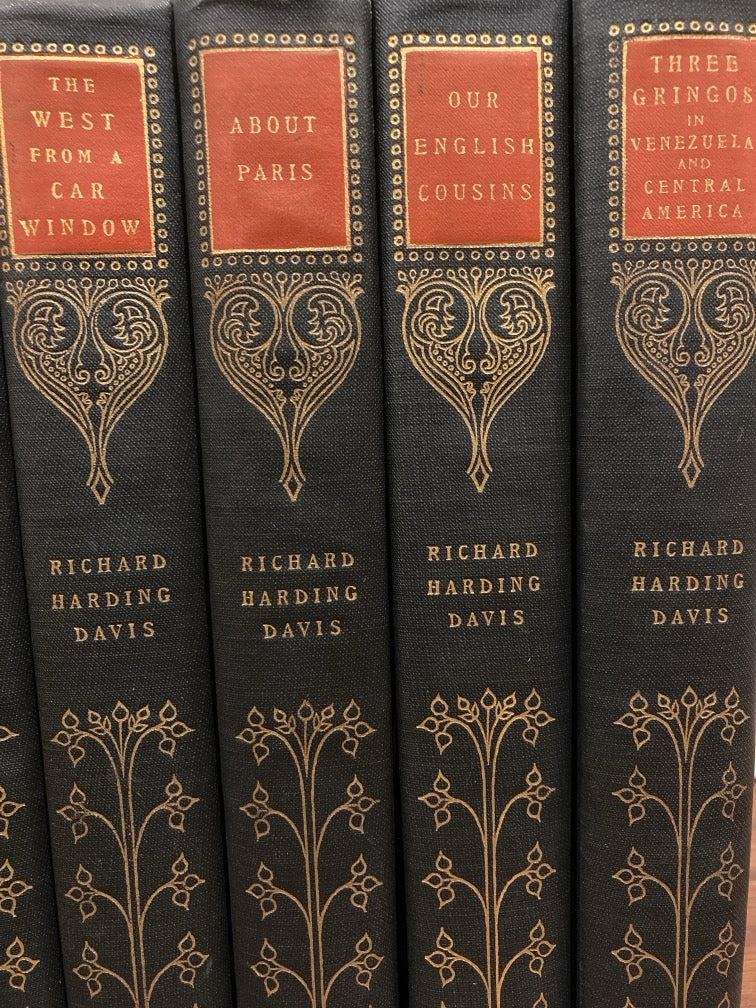 THE
WEST
FROM A
CAR
WINDOW
RICHARD
HARDING
DAVIS
ABOUT
PARIS
RICHARD
HARDING
DAVIS
OUR
ENGLISH
COUSINS
RICHARD
HARDING
DAVIS
THREE
GRINGOS
IN
VENEZUELA
AND
CENTRAL
AMERICA
RICHARD
HARDING
DAVIS